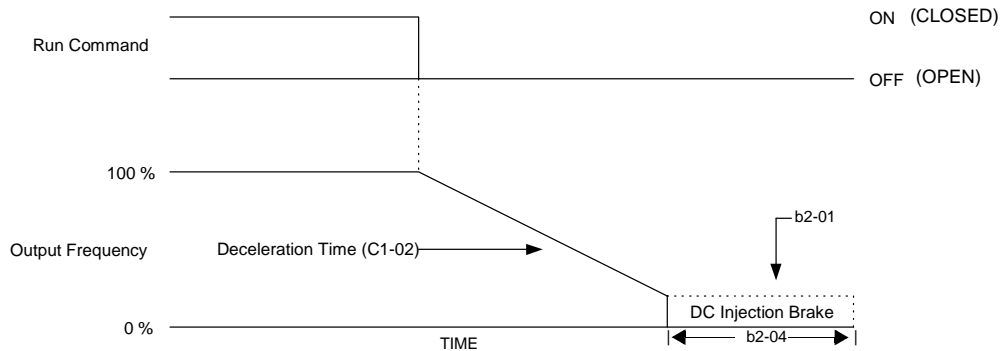 ON (CLOSED)
Run Command
OFF (OPEN)
100 %
b2-01
Output Frequency
Deceleration Time (C1-02)
DC Injection Brake
0 %
b2-04
TIME